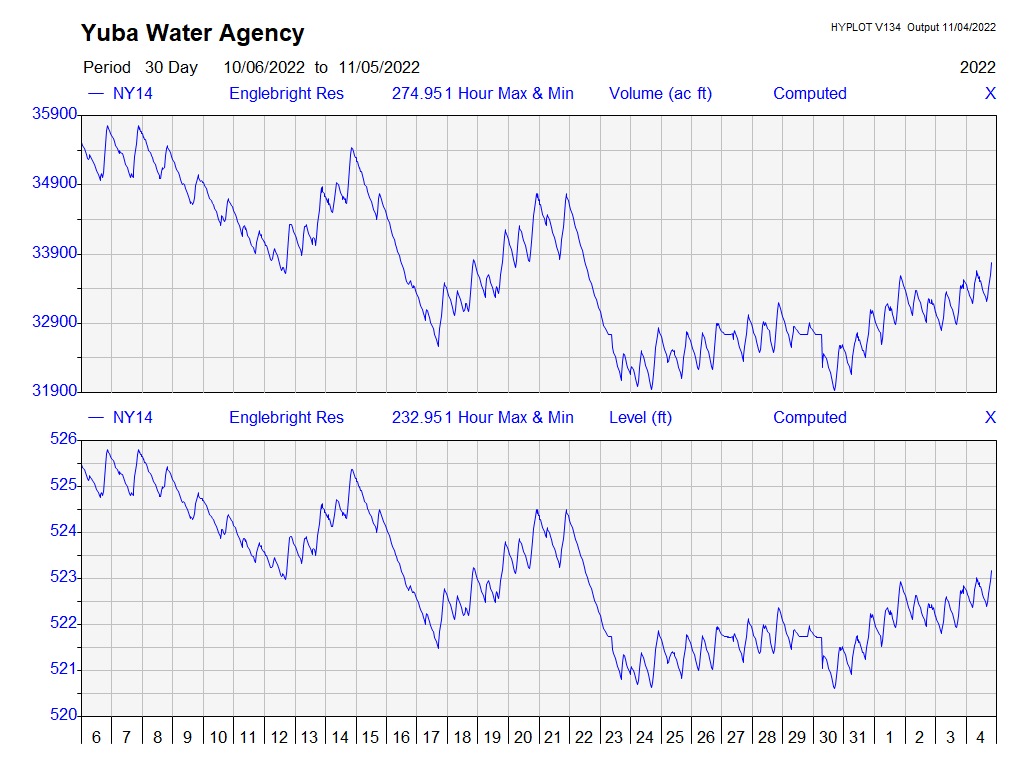 Yuba Water Agency
HYPLOT V134 Output 11/04/2022
Period 30 Day 10/06/2022 to 11/05/2022 2022
NY14 Englebright Res 274.951 Hour Max & Min Volume (ac ft) Computed X
35900
34900
33900
32900
31900
NY14 Englebright Res 232.951 Hour Max & Min Level (ft) Computed X
526
525
524
523
522
521
520
6 7 8 9 10 11 12 13 14 15 16 17 18 19 20 21 22 23 24 25 26 27 28 29 30 31 1 2 3 4